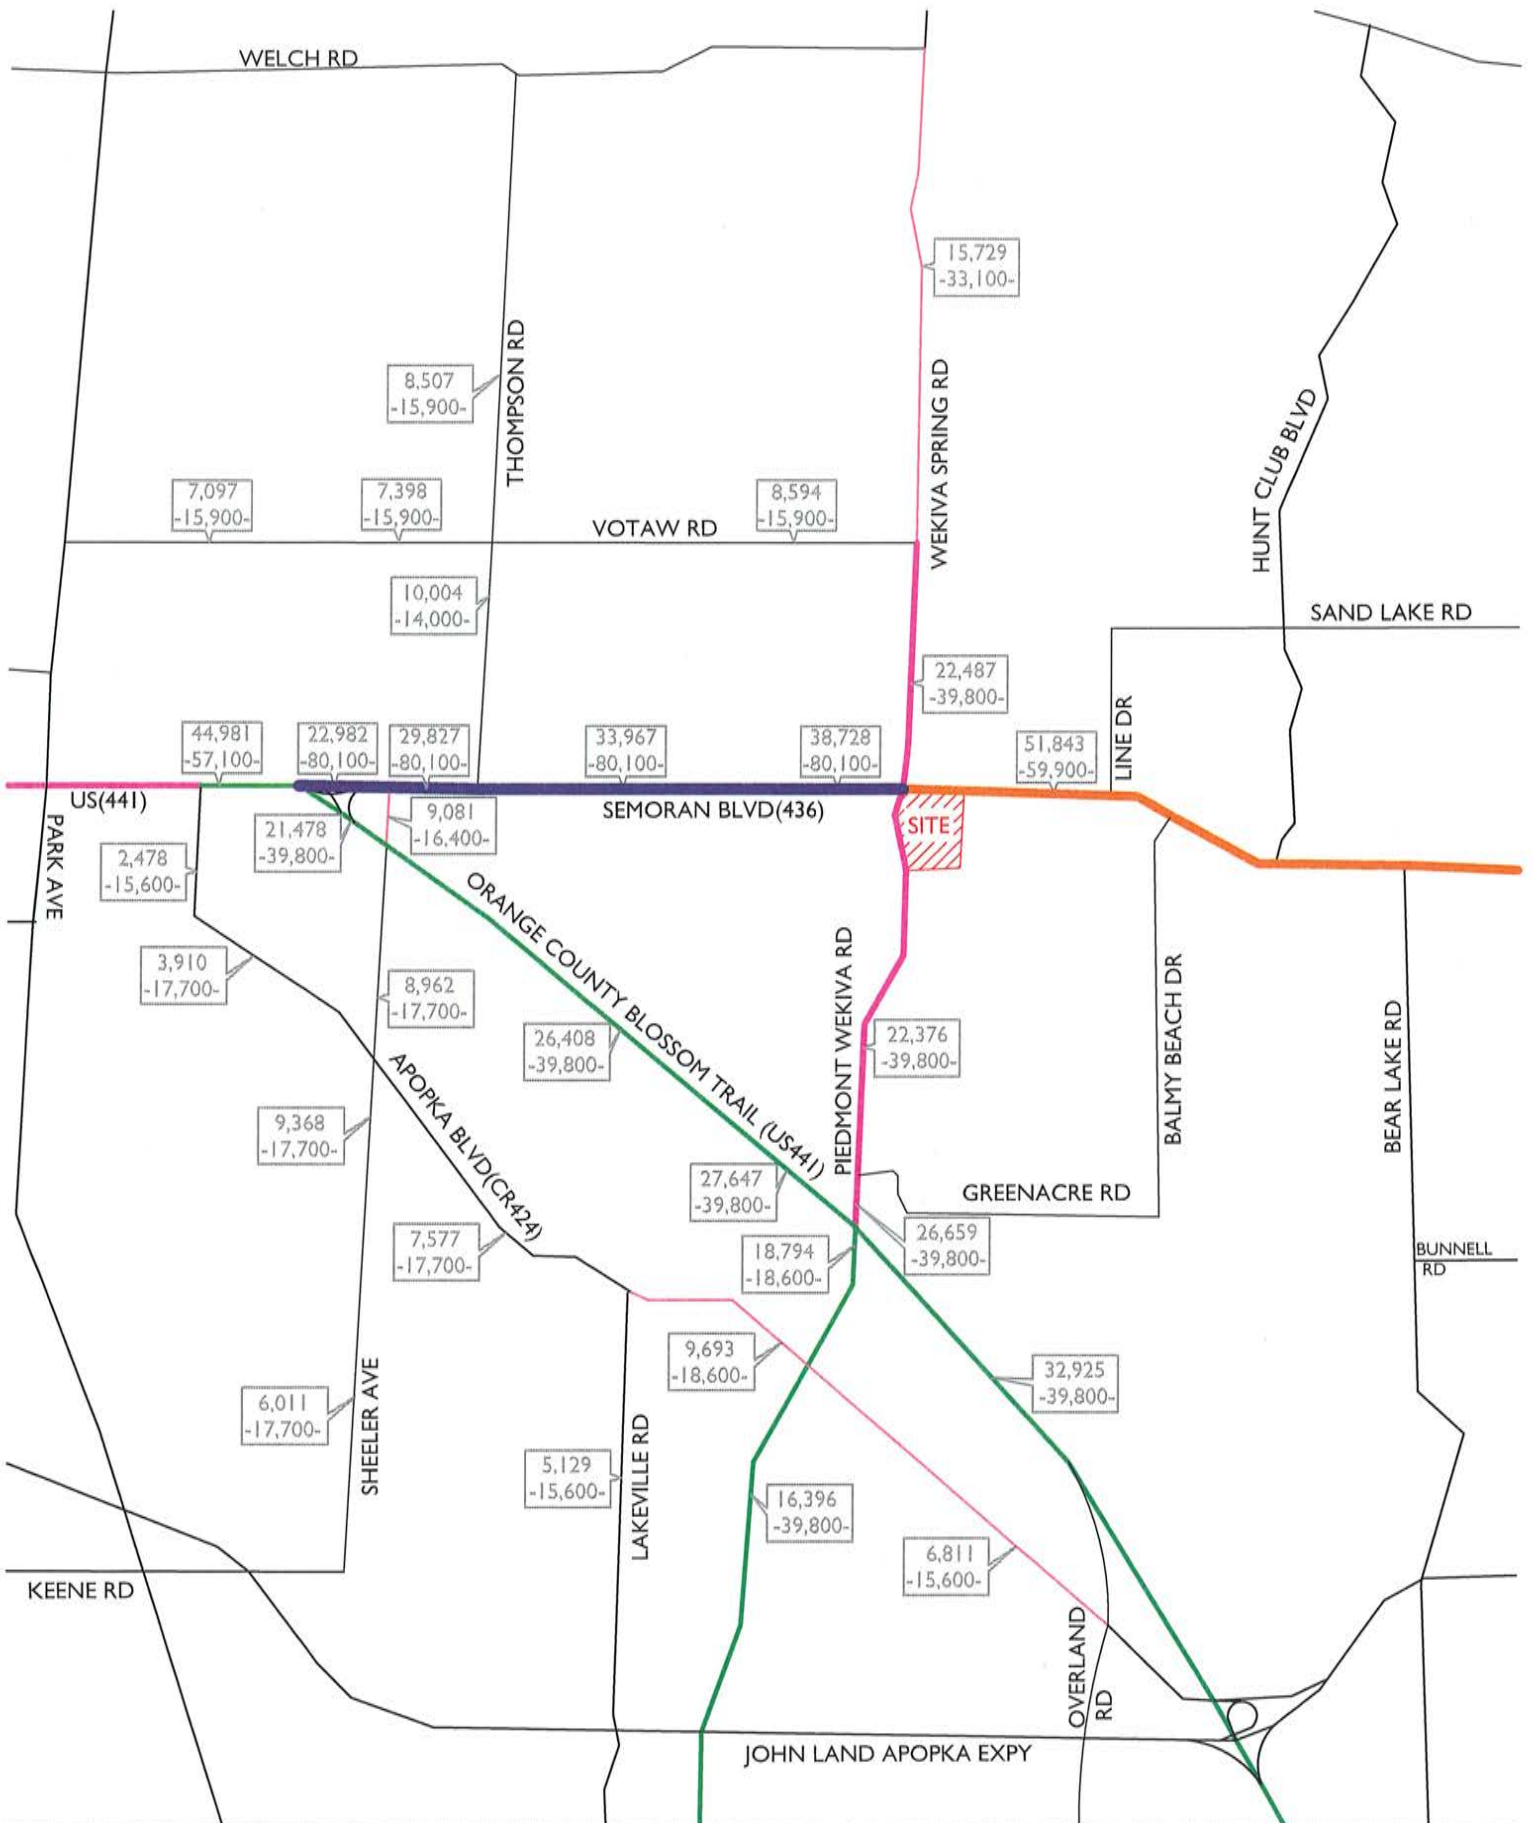 WELCH RD
15,729
-33,100-
THOMPSON RD
WEKIVA SPRING RD
8,507
-15,900-
HUNT CLUB BLVD
7,097
-15,900-
7,398
-15,900-
8,594
-15,900-
VOTAW RD
10,004
-14,000-
SAND LAKE RD
22,487
-39,800-
LINE DR
44,981
-57,100-
22,982
-80,100-
29,827
-80,100-
33,967
-80,100-
38,728
-80,100-
51,843
-59,900-
US(441)
SEMORAN BLVD(436)
SITE
PARK AVE
21,478
-39,800-
9,081
-16,400-
2,478
-15,600-
ORANGE COUNTY BLOSSOM TRAIL (US441)
3,910
-17,700-
8,962
-17,700-
PIEDMONT WEKIVA RD
BALMY BEACH DR
BEAR LAKE RD
26,408
-39,800-
22,376
-39,800-
APOPKA BLVD(CR424)
9,368
-17,700-
27,647
-39,800-
GREENACRE RD
7,577
-17,700-
18,794
-18,600-
26,659
-39,800-
BUNNELL
RD
9,693
-18,600-
32,925
-39,800-
SHEELER AVE
6,011
-17,700-
LAKEVILLE RD
5,129
-15,600-
16,396
-39,800-
6,811
-15,600-
KEENE RD
OVERLAND
RD
JOHN LAND APOPKA EXPY